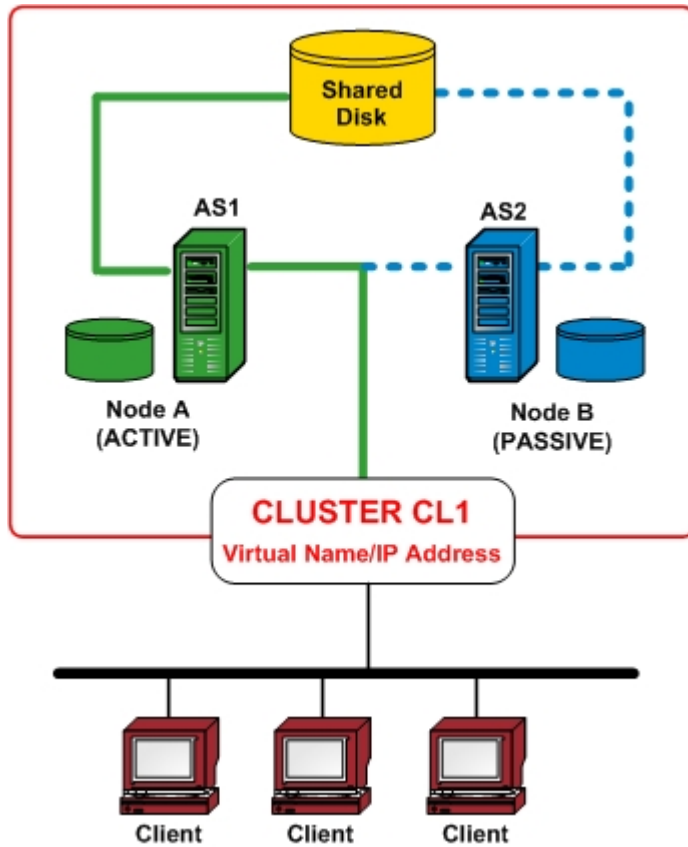 Shared
Disk
AS1
AS2
Node A
(ACTIVE)
Node B
(PASSIVE)
CLUSTER CL1
Virtual Name/IP Address
Client
Client
Client